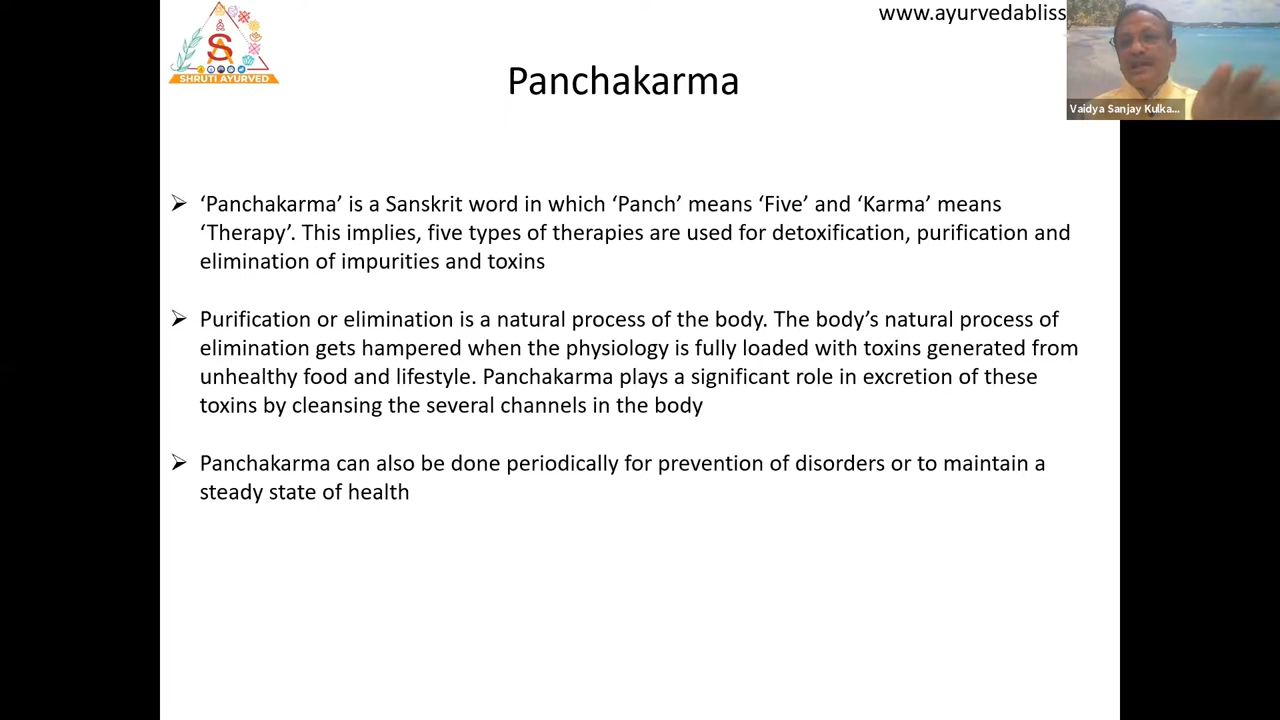 www.ayurvedabliss
SHRUTI AYURVED
Panchakarma
Vaidya Sanjay Kulka...
➢ ‘Panchakarma’ is a Sanskrit word in which ‘Panch’ means ‘Five’ and ‘Karma’ means
‘Therapy’. This implies, five types of therapies are used for detoxification, purification and
elimination of impurities and toxins
➢ Purification or elimination is a natural process of the body. The body’s natural process of
elimination gets hampered when the physiology is fully loaded with toxins generated from
unhealthy food and lifestyle. Panchakarma plays a significant role in excretion of these
toxins by cleansing the several channels in the body
➢ Panchakarma can also be done periodically for prevention of disorders or to maintain a
steady state of health